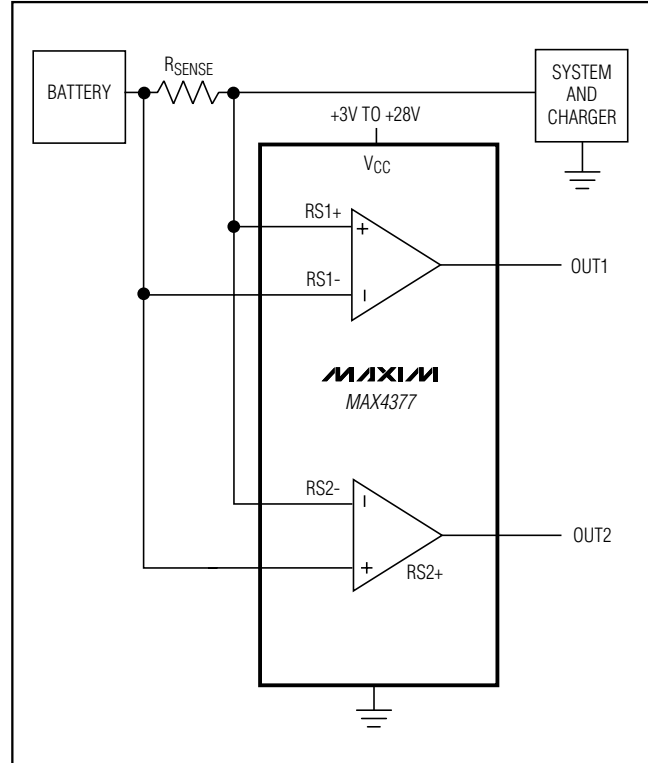 RSENSE
BATTERY
SYSTEM
AND
CHARGER
+3V TO +28V
VCC
RS1+
+
OUT1
RS1-
MAXIM
MAX4377
RS2-
OUT2
+
RS2+